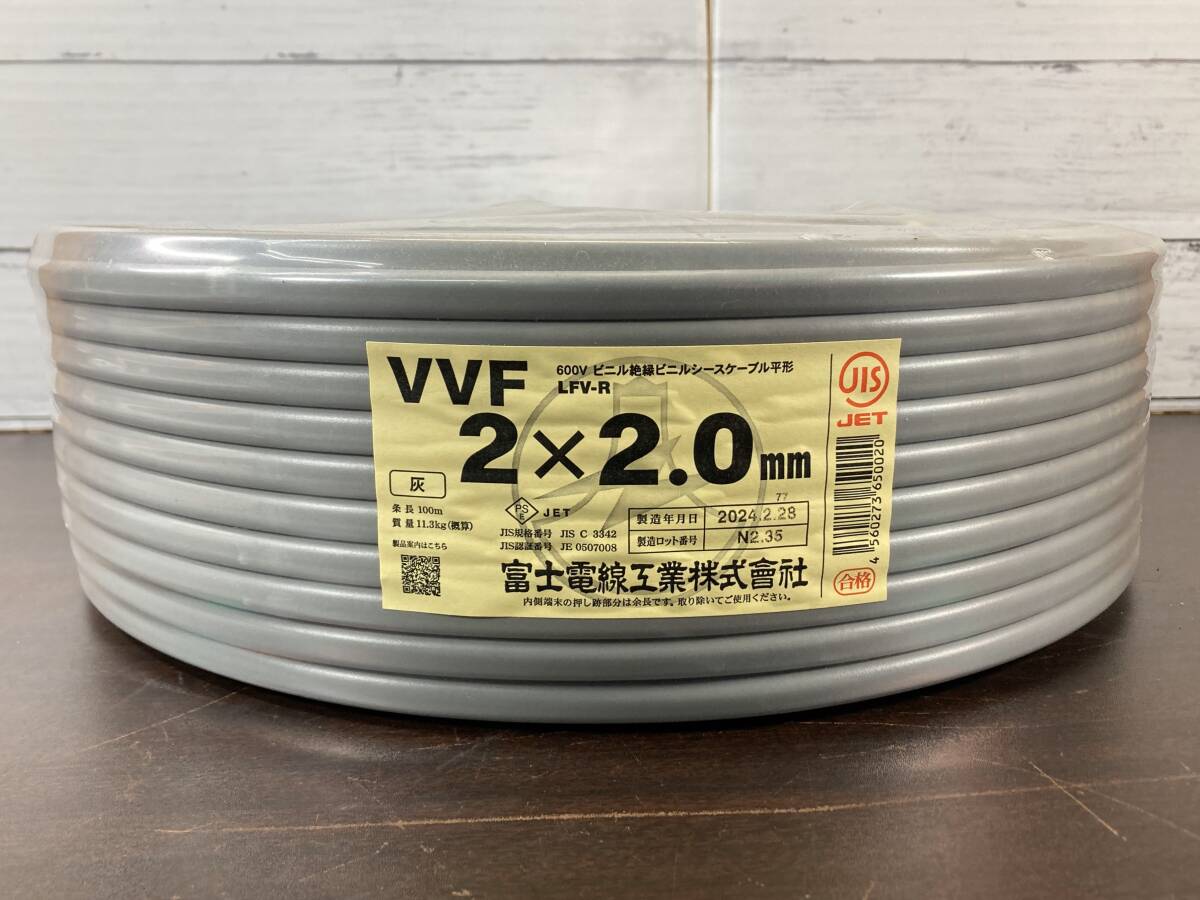 VVF
600V ビニル絶縁ビニルシースケーブル平形
LFV-R
2×2.0mm
灰
条長 100m
質量 11.3kg(概算)
製品案内はこちら
PS
E
JET
JIS規格番号 JIS C 3342
JIS認証番号 JE 0507008
77
製造年月日 2024.2.28
製造ロット番号 N2.35
富士電線工業株式會社
内側端末の押し跡部分は余長です。取り除いてご使用ください。
JIS
JET
4 560273 650020
合格